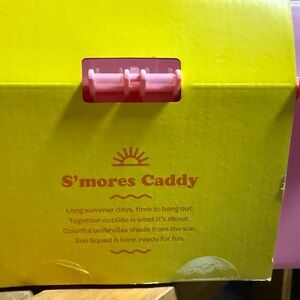 S'mores Caddy
Long summer days, time to hang out.
Together outside is what it's about.
Colorful umbrellas shade from the sun.
Sun Squad is here, ready for fun.